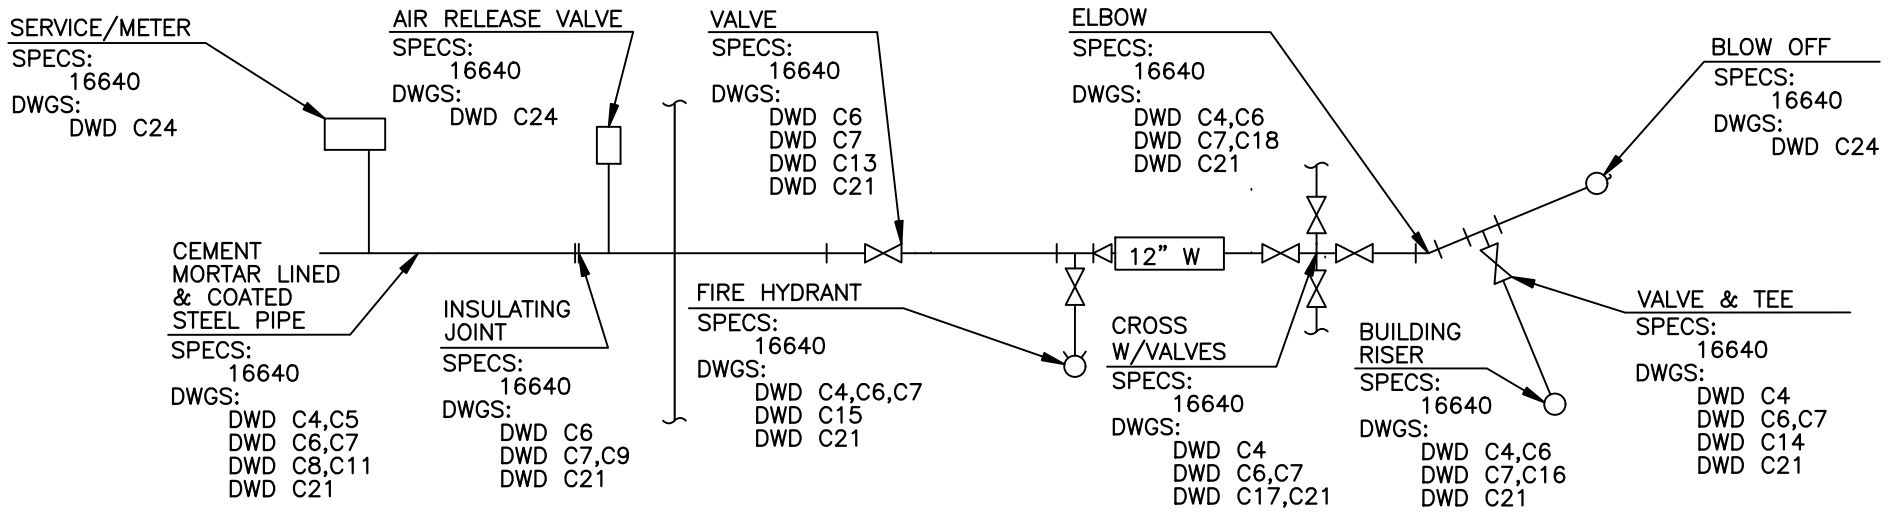 SERVICE/METER
SPECS:
16640
DWGS:
DWD C24
AIR RELEASE VALVE
SPECS:
16640
DWGS:
DWD C24
VALVE
SPECS:
16640
DWGS:
DWD C6
DWD C7
DWD C13
DWD C21
ELBOW
SPECS:
16640
DWGS:
DWD C4,C6
DWD C7,C18
DWD C21
BLOW OFF
SPECS:
16640
DWGS:
DWD C24
12" W
CEMENT
MORTAR LINED
& COATED
STEEL PIPE
SPECS:
16640
DWGS:
DWD C4,C5
DWD C6,C7
DWD C8,C11
DWD C21
INSULATING
JOINT
SPECS:
16640
DWGS:
DWD C6
DWD C7,C9
DWD C21
FIRE HYDRANT
SPECS:
16640
DWGS:
DWD C4,C6,C7
DWD C15
DWD C21
CROSS
W/VALVES
SPECS:
16640
DWGS:
DWD C4
DWD C6,C7
DWD C17,C21
BUILDING
RISER
SPECS:
16640
DWGS:
DWD C4,C6
DWD C7,C16
DWD C21
VALVE & TEE
SPECS:
16640
DWGS:
DWD C4
DWD C6,C7
DWD C14
DWD C21